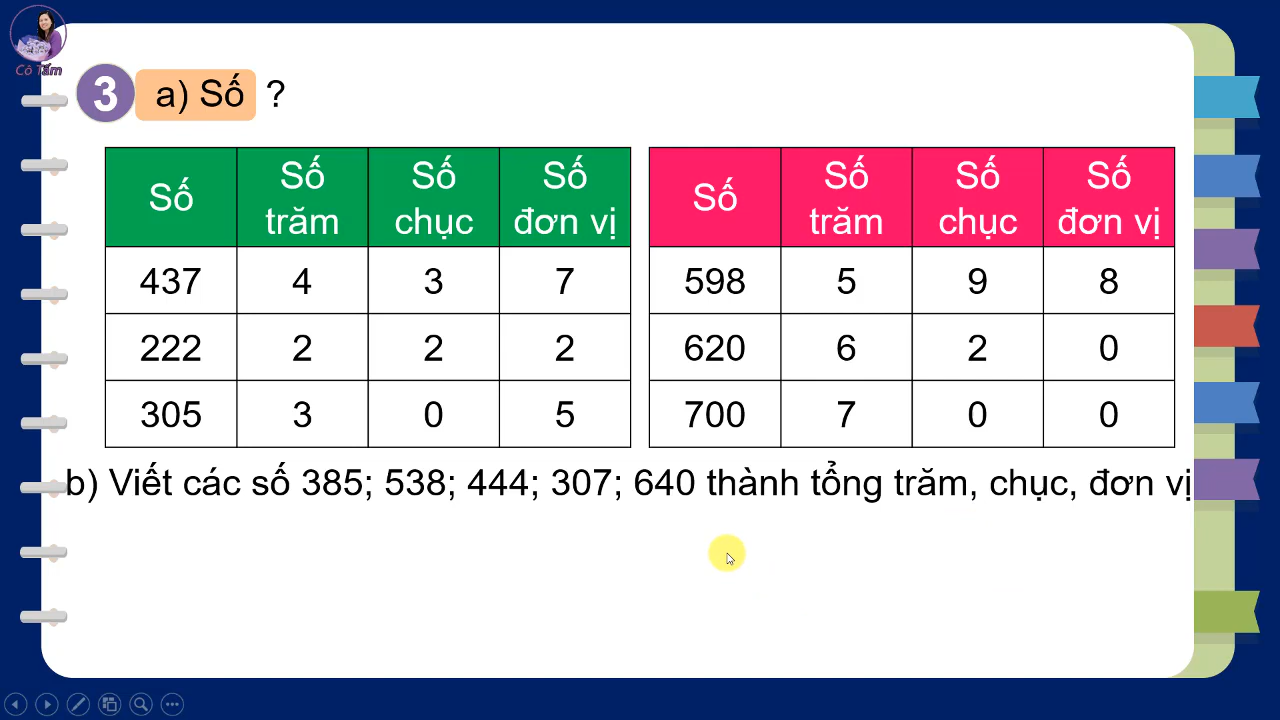 Cô Tấm
3 a) Số ?
Số Số trăm Số chục Số đơn vị
437 4 3 7
222 2 2 2
305 3 0 5
Số Số trăm Số chục Số đơn vị
598 5 9 8
620 6 2 0
700 7 0 0
b) Viết các số 385; 538; 444; 307; 640 thành tổng trăm, chục, đơn vị